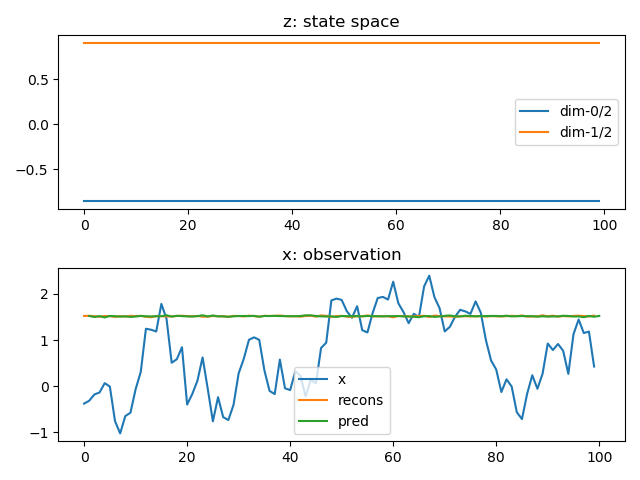 z: state space
0.5
0.0
−0.5
dim-0/2
dim-1/2
0 20 40 60 80 100
x: observation
2
1
0
−1
x
recons
pred
0 20 40 60 80 100